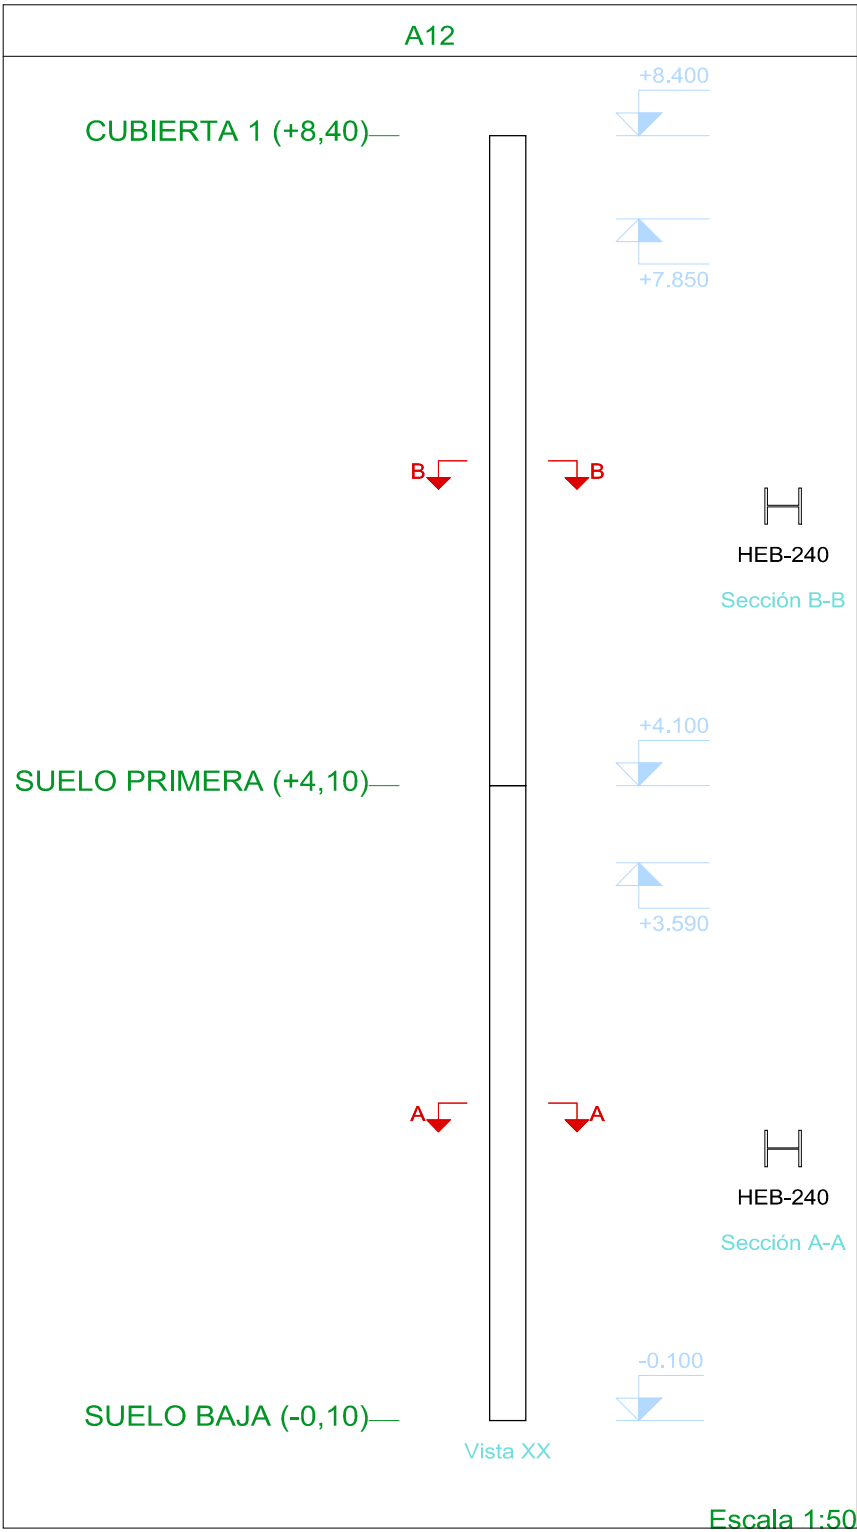 A12
+8.400
CUBIERTA 1 (+8,40)
+7.850
B
B
HEB-240
Sección B-B
+4.100
SUELO PRIMERA (+4,10)
+3.590
A
A
HEB-240
Sección A-A
-0.100
SUELO BAJA (-0,10)
Vista XX
Escala 1:50